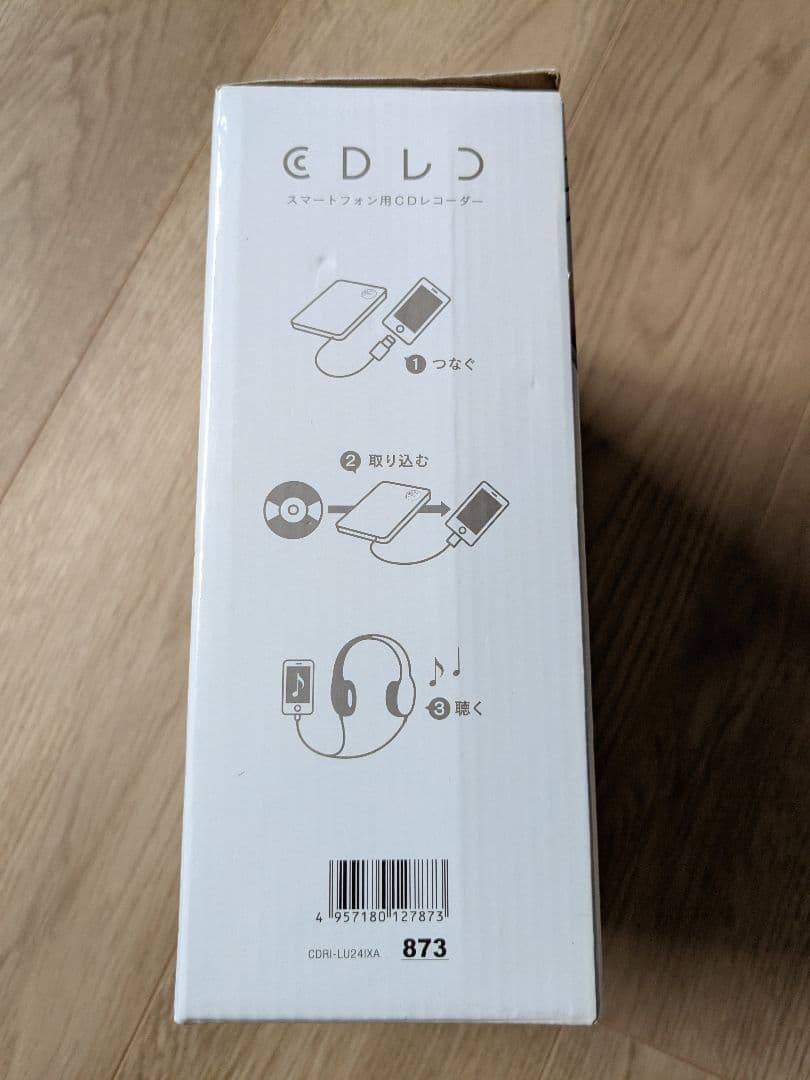 CDレコ
スマートフォン用CDレコーダー
1 つなぐ
2 取り込む
3 聴く
4 957180 127873
CDRI-LU24IXA 873